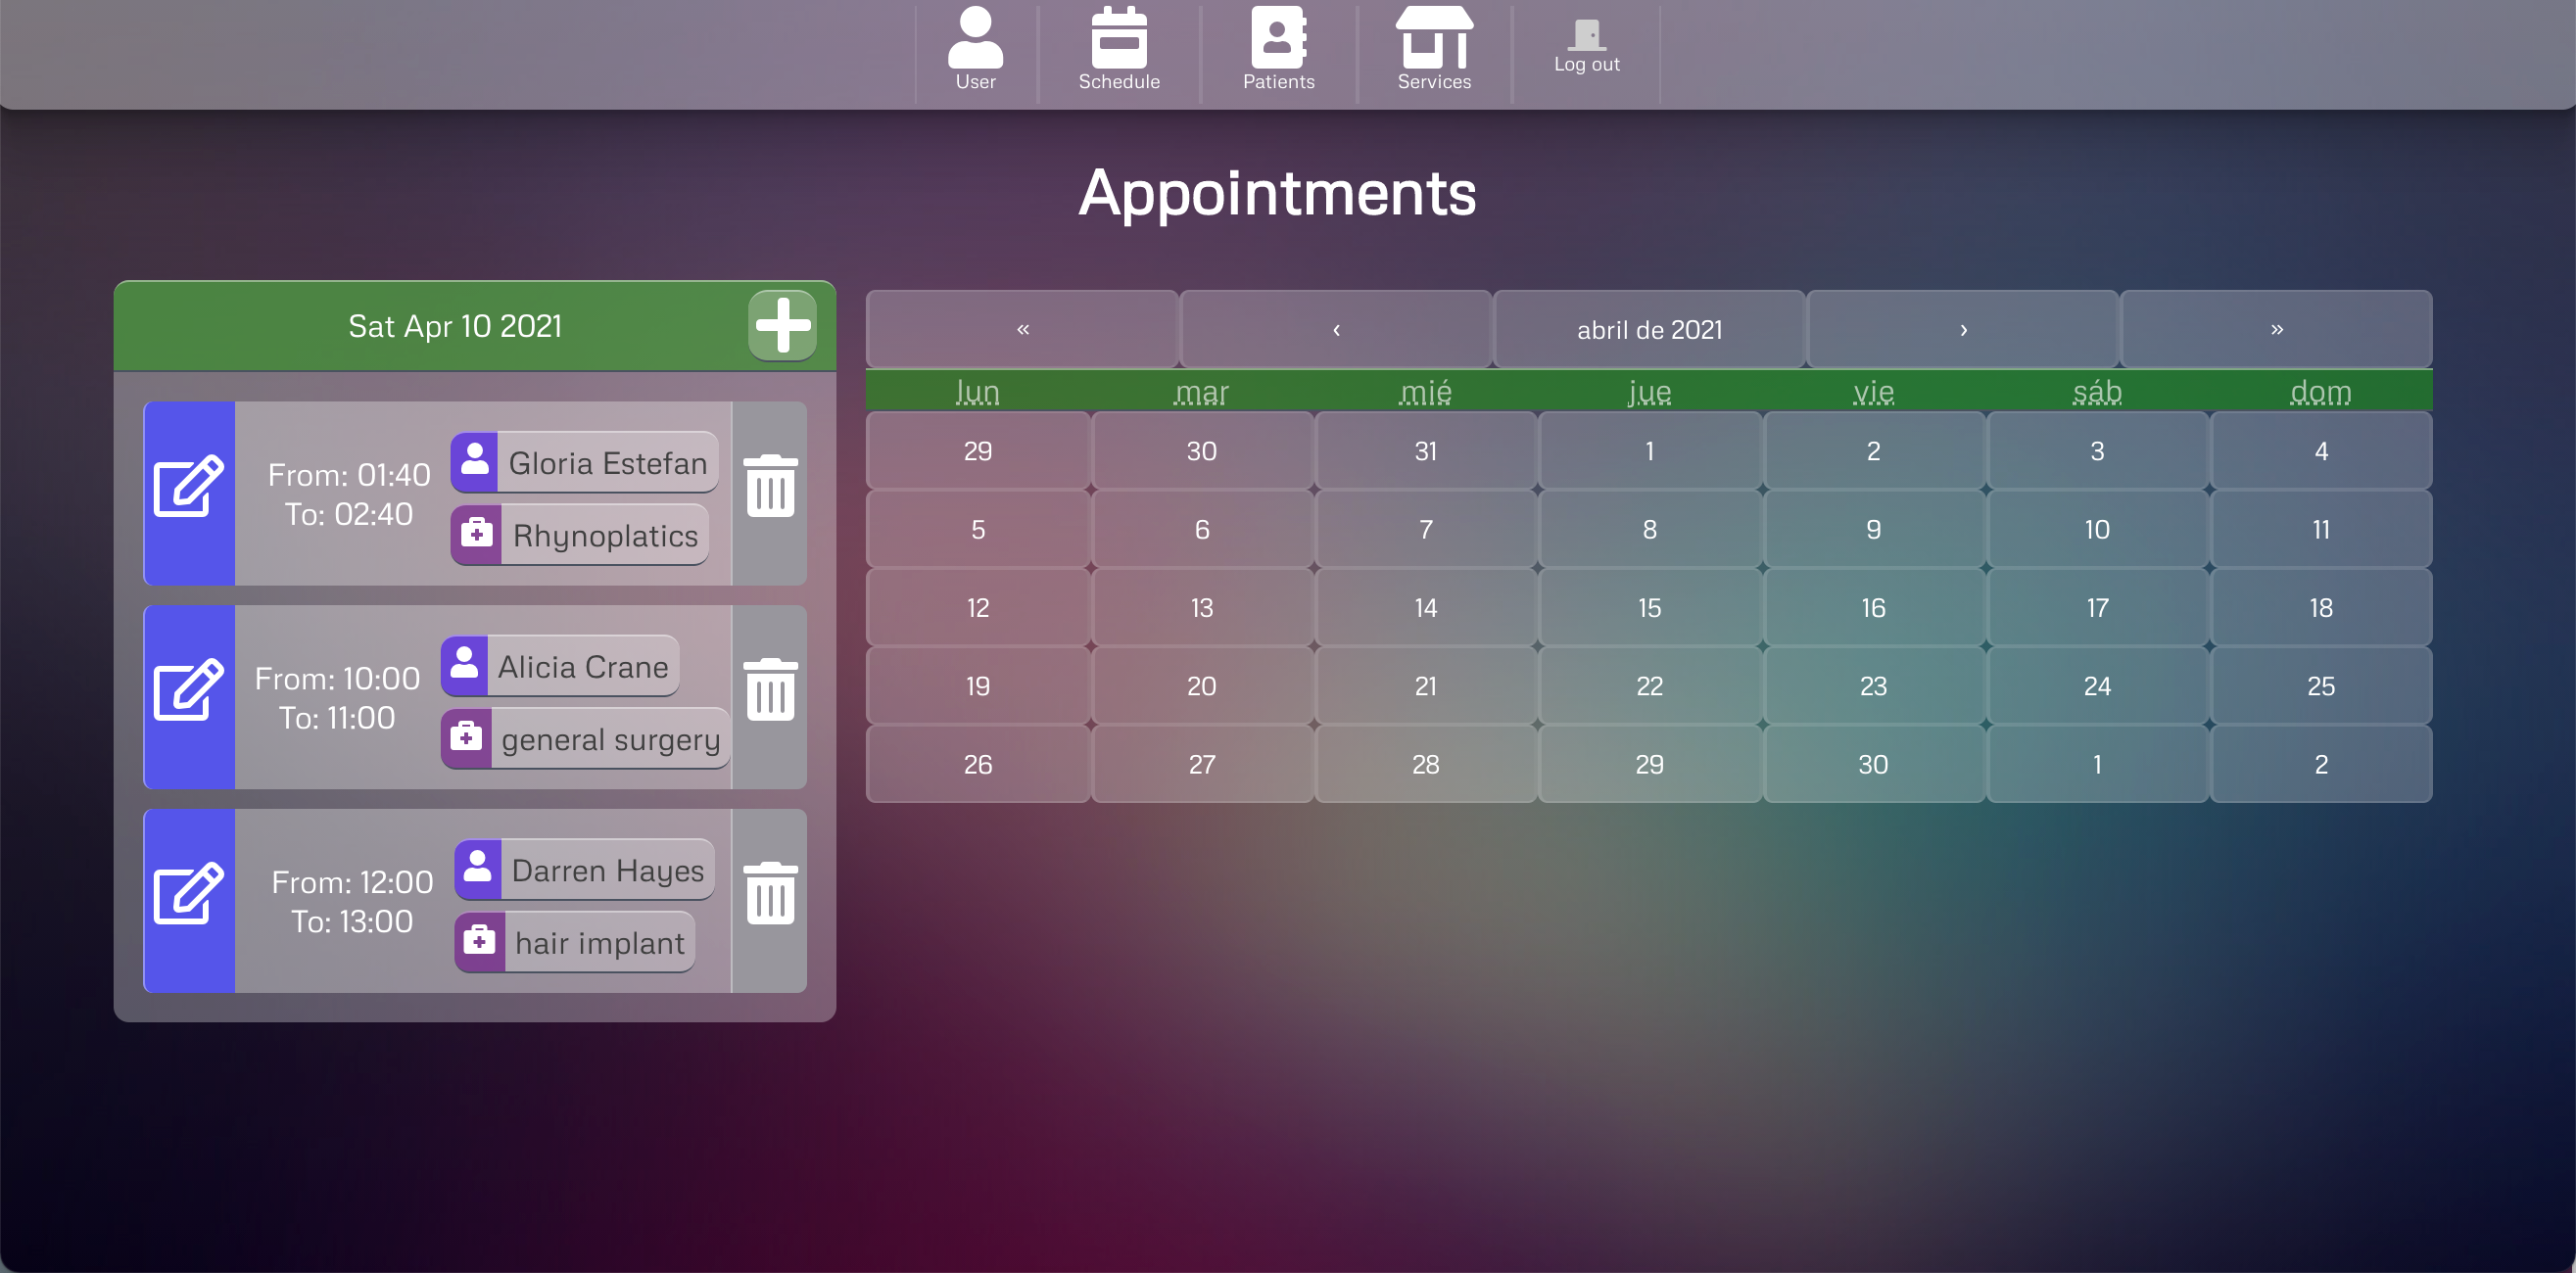 User Schedule Patients Services Log out
Appointments
Sat Apr 10 2021
From: 01:40
To: 02:40
Gloria Estefan
Rhynoplatics
From: 10:00
To: 11:00
Alicia Crane
general surgery
From: 12:00
To: 13:00
Darren Hayes
hair implant
« ‹ abril de 2021 › »
lun mar mié jue vie sáb dom
29 30 31 1 2 3 4
5 6 7 8 9 10 11
12 13 14 15 16 17 18
19 20 21 22 23 24 25
26 27 28 29 30 1 2